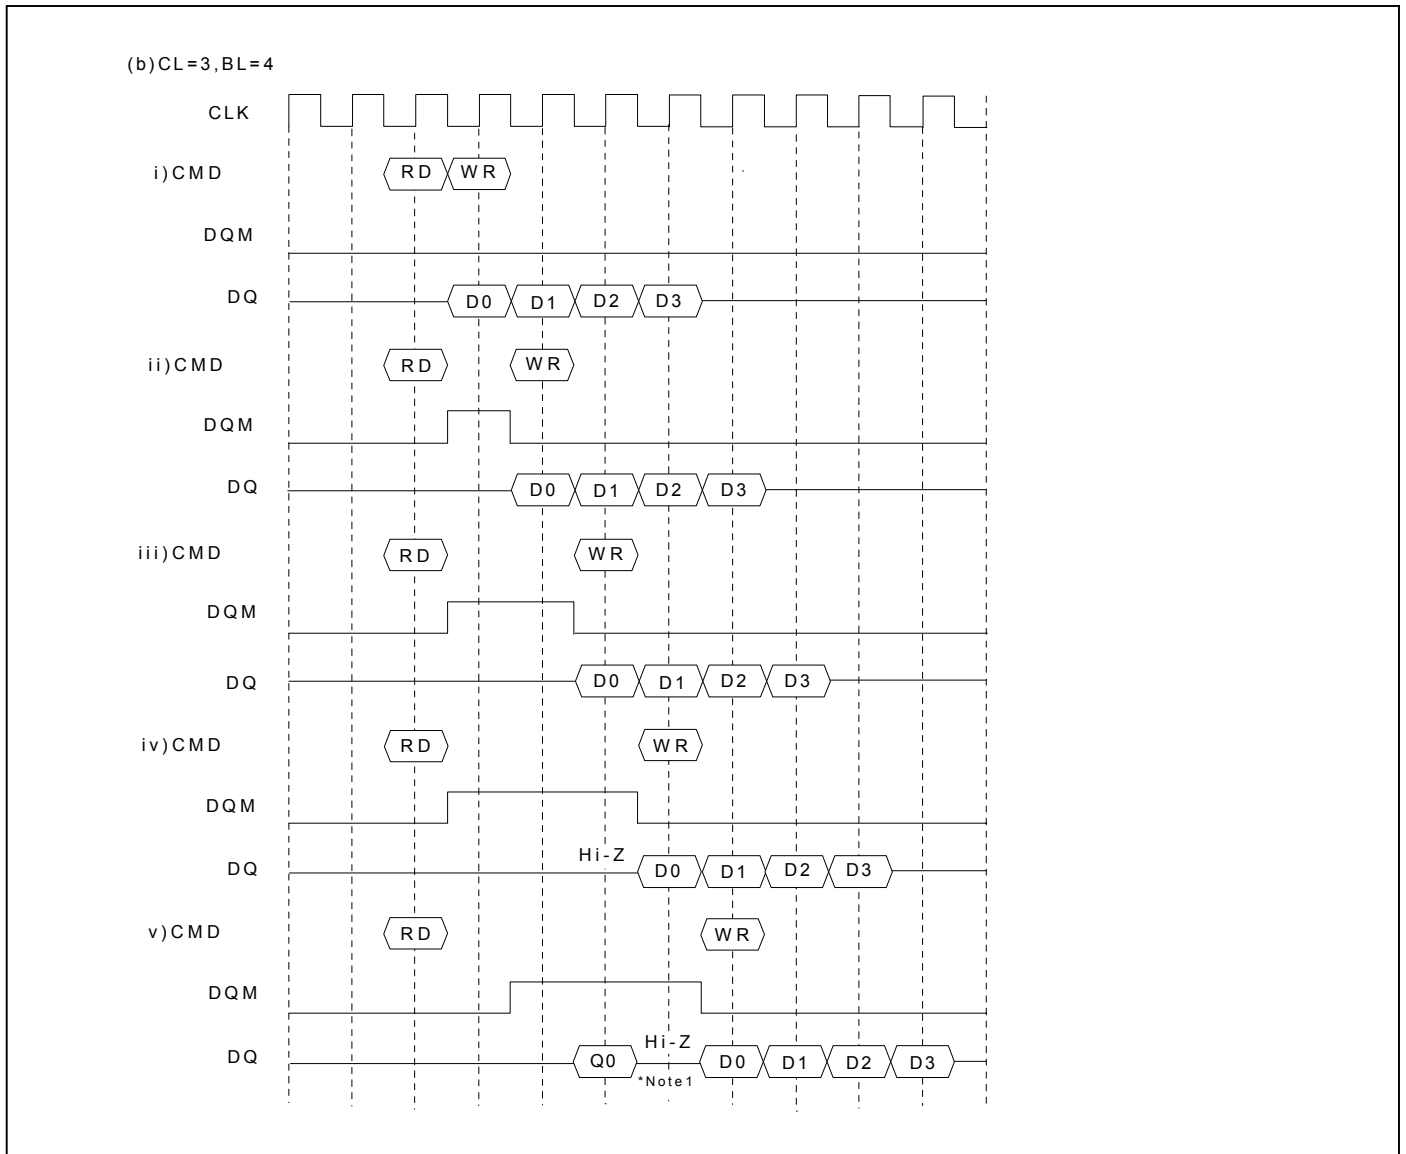 (b)CL=3,BL=4
CLK
i)CMD RD WR
DQM
DQ D0 D1 D2 D3
ii)CMD RD WR
DQM
DQ D0 D1 D2 D3
iii)CMD RD WR
DQM
DQ D0 D1 D2 D3
iv)CMD RD WR
DQM
Hi-Z
DQ D0 D1 D2 D3
v)CMD RD WR
DQM
Hi-Z
DQ Q0 D0 D1 D2 D3
*Note1